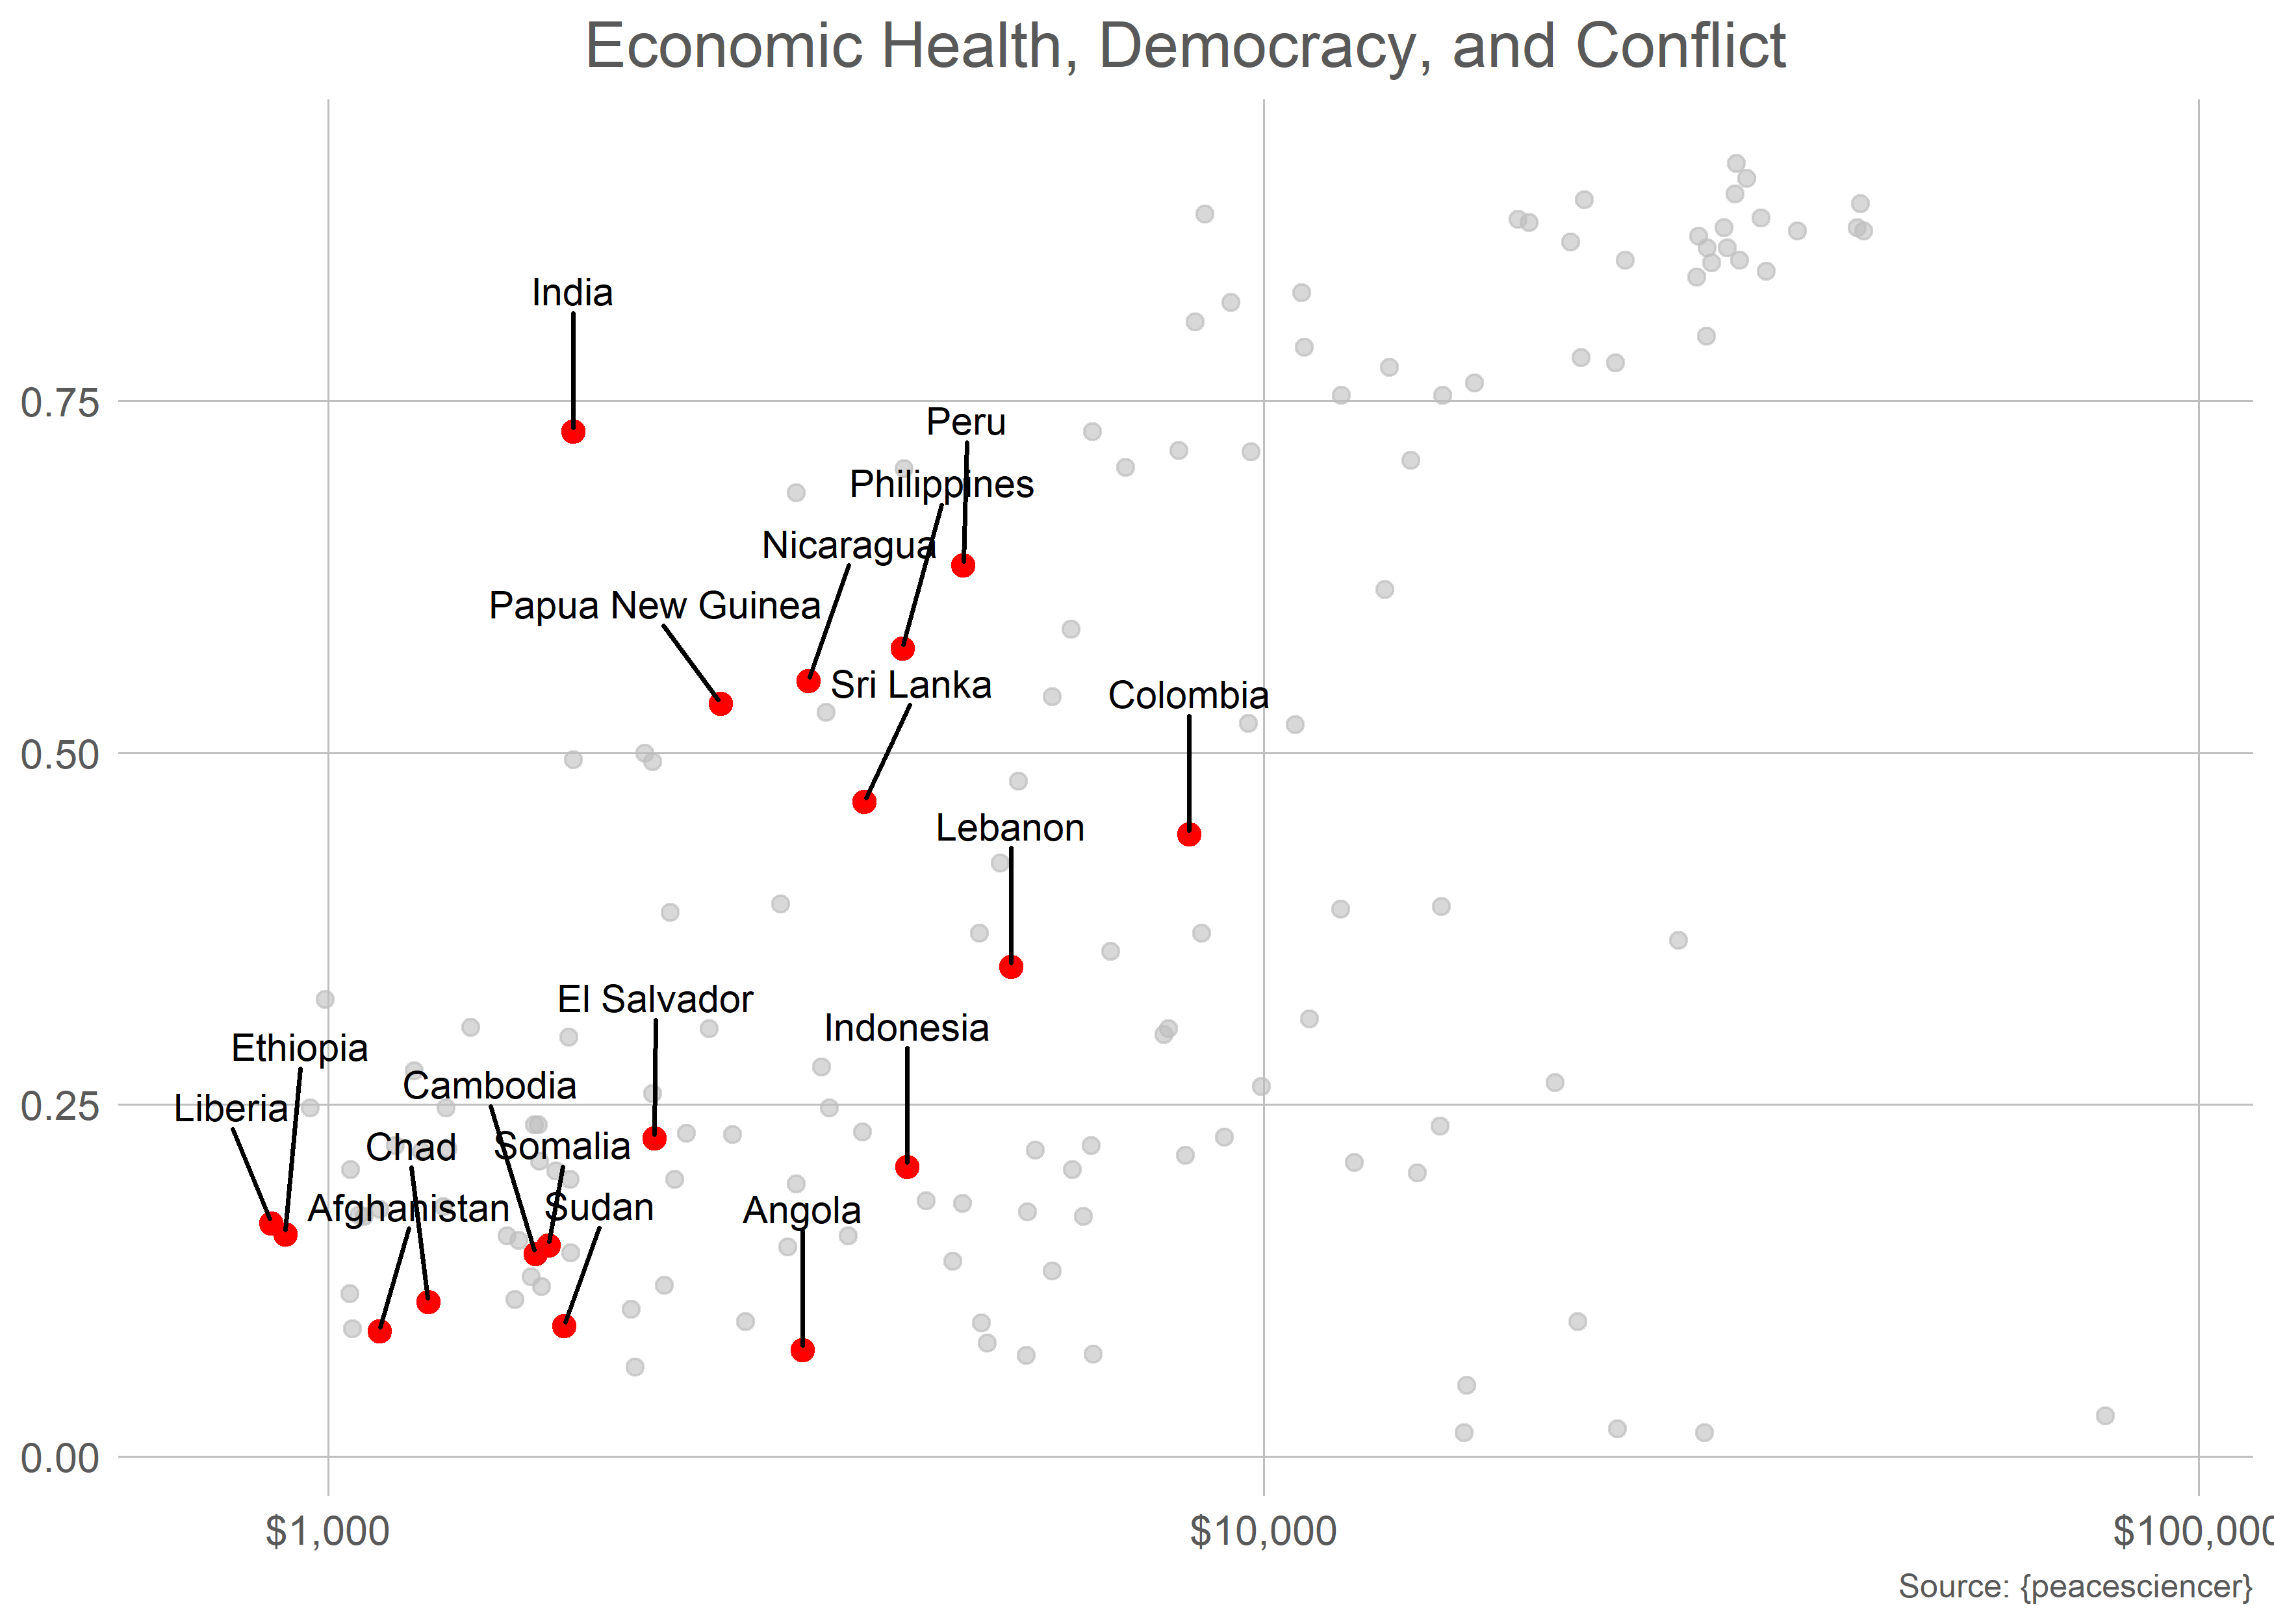 Economic Health, Democracy, and Conflict
India
0.75
Peru
Philippines
Nicaragua
Papua New Guinea
Sri Lanka
Colombia
0.50
Lebanon
El Salvador
Indonesia
Ethiopia
Cambodia
0.25
Liberia
Chad
Somalia
Afghanistan
Sudan
Angola
0.00
$1,000
$10,000
$100,000
Source: {peacesciencer}